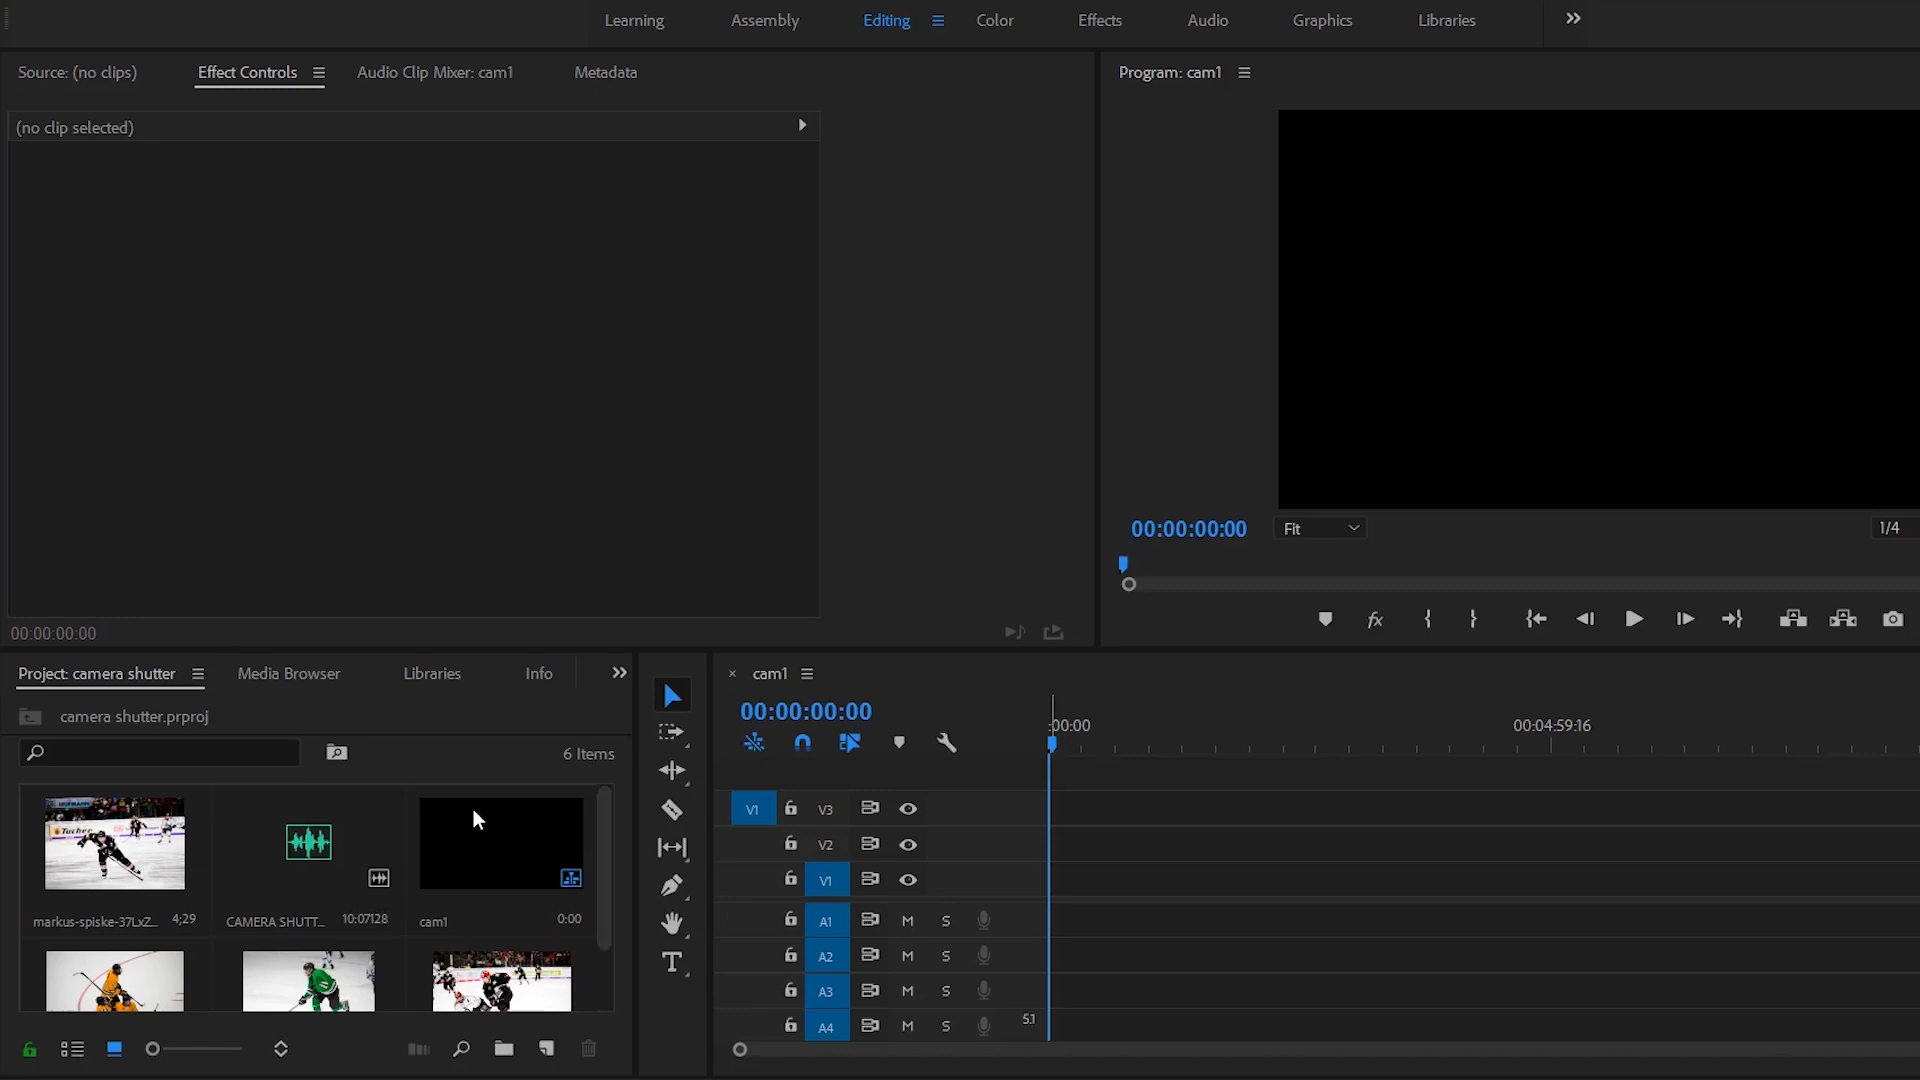 Learning Assembly Editing Color Effects Audio Graphics Libraries
Source: (no clips) Effect Controls Audio Clip Mixer: cam1 Metadata
Program: cam1
(no clip selected)
00:00:00:00 Fit 1/4
fx
00:00:00:00
Project: camera shutter Media Browser Libraries Info
camera shutter.prproj
6 Items
Tucher
markus-spiske-37LxZ... 4;29
CAMERA SHUTT... 10:07128
cam1 0:00
cam1
00:00:00:00
:00:00 00:04:59:16
V1 V3
V2
V1
A1 M S
A2 M S
A3 M S
A4 M S 5.1